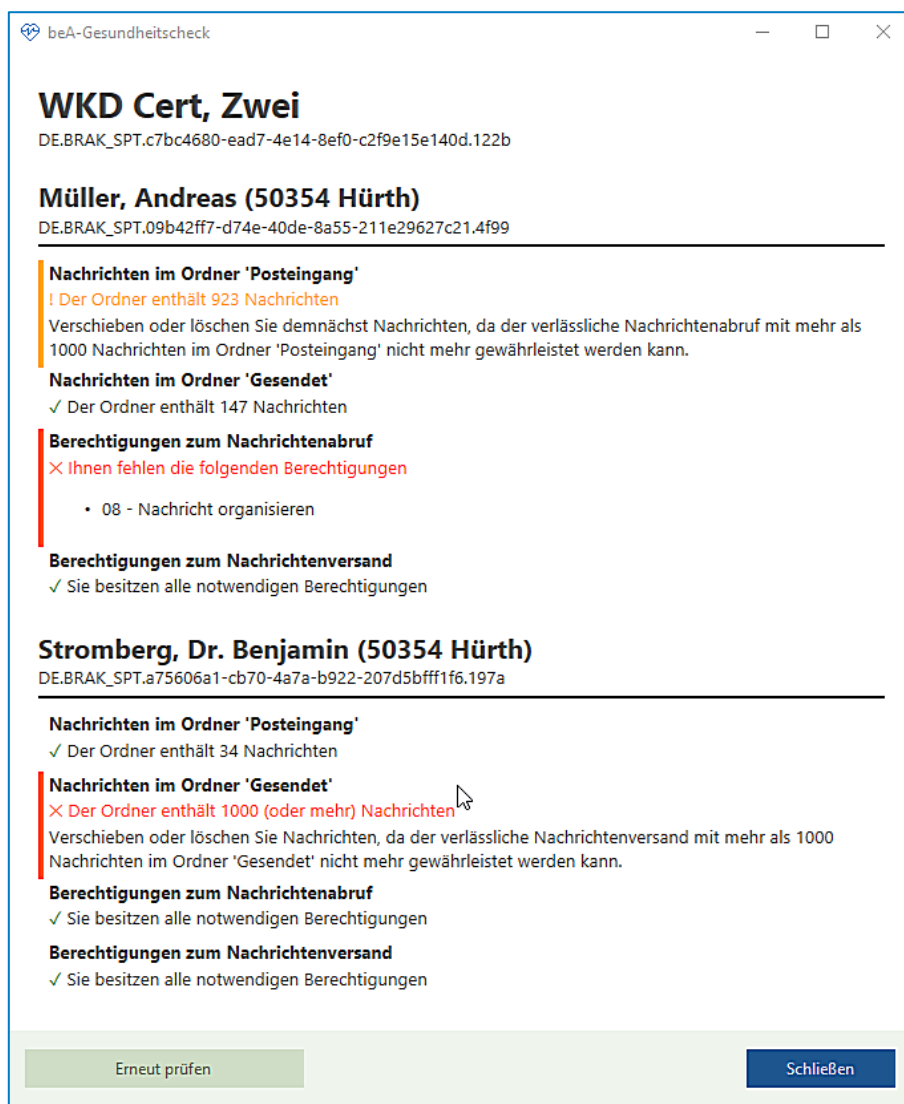 beA-Gesundheitscheck
WKD Cert, Zwei
DE.BRAK_SPT.c7bc4680-ead7-4e14-8ef0-c2f9e15e140d.122b
Müller, Andreas (50354 Hürth)
DE.BRAK_SPT.09b42ff7-d74e-40de-8a55-211e29627c21.4f99
Nachrichten im Ordner 'Posteingang'
! Der Ordner enthält 923 Nachrichten
Verschieben oder löschen Sie demnächst Nachrichten, da der verlässliche Nachrichtenabruf mit mehr als
1000 Nachrichten im Ordner 'Posteingang' nicht mehr gewährleistet werden kann.
Nachrichten im Ordner 'Gesendet'
✓ Der Ordner enthält 147 Nachrichten
Berechtigungen zum Nachrichtenabruf
✕ Ihnen fehlen die folgenden Berechtigungen
• 08 - Nachricht organisieren
Berechtigungen zum Nachrichtenversand
✓ Sie besitzen alle notwendigen Berechtigungen
Stromberg, Dr. Benjamin (50354 Hürth)
DE.BRAK_SPT.a75606a1-cb70-4a7a-b922-207d5bfff1f6.197a
Nachrichten im Ordner 'Posteingang'
✓ Der Ordner enthält 34 Nachrichten
Nachrichten im Ordner 'Gesendet'
✕ Der Ordner enthält 1000 (oder mehr) Nachrichten
Verschieben oder löschen Sie Nachrichten, da der verlässliche Nachrichtenversand mit mehr als 1000
Nachrichten im Ordner 'Gesendet' nicht mehr gewährleistet werden kann.
Berechtigungen zum Nachrichtenabruf
✓ Sie besitzen alle notwendigen Berechtigungen
Berechtigungen zum Nachrichtenversand
✓ Sie besitzen alle notwendigen Berechtigungen
Erneut prüfen
Schließen